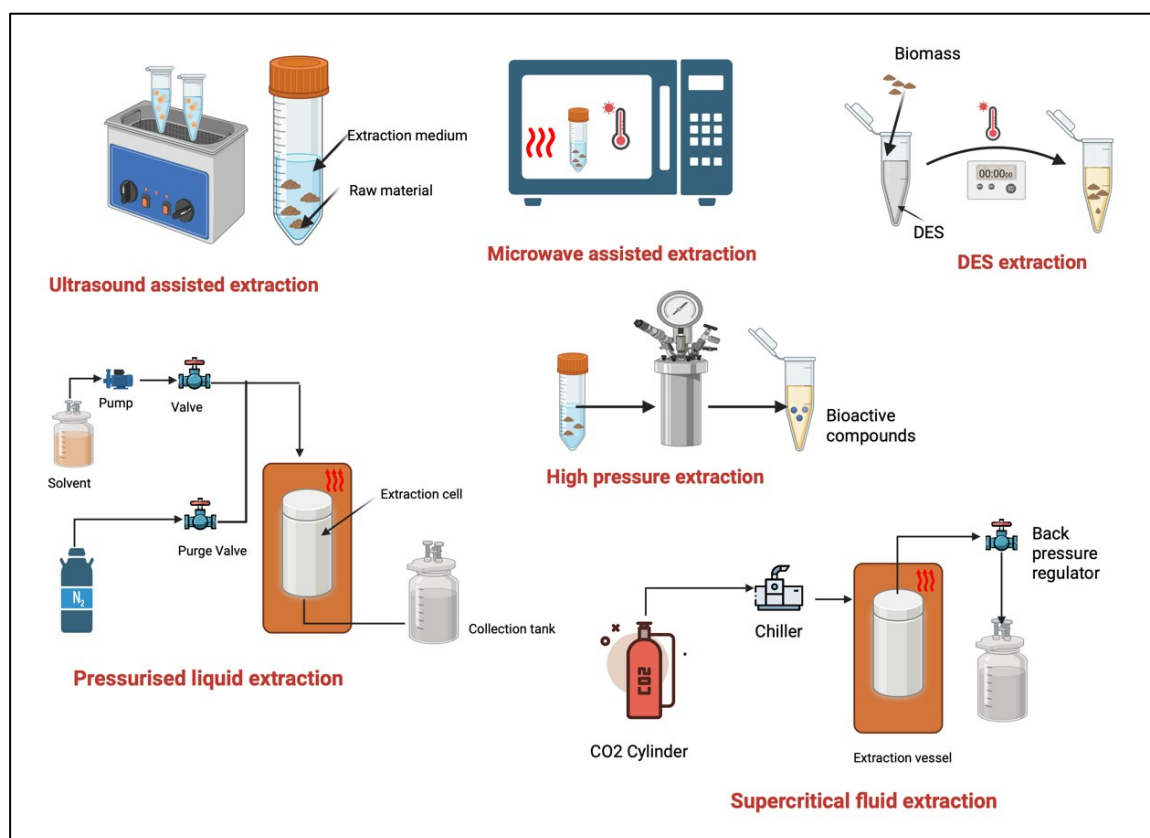 Biomass
Extraction medium
Raw material
00:0000
DES
Ultrasound assisted extraction
Microwave assisted extraction
DES extraction
Pump
Valve
Solvent
Bioactive
compounds
High pressure extraction
Extraction cell
Purge Valve
N2
Collection tank
Pressurised liquid extraction
Back
pressure
regulator
Chiller
CO2
CO2 Cylinder
Extraction vessel
Supercritical fluid extraction